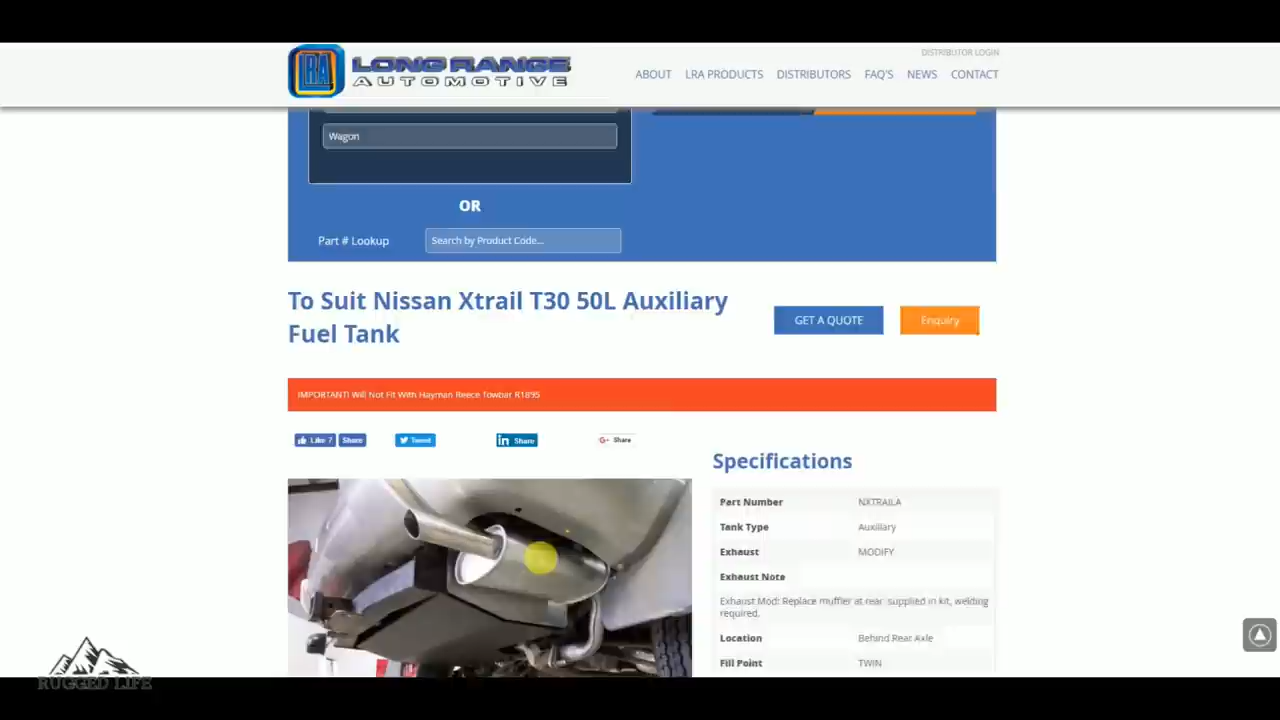 DISTRIBUTOR LOGIN
LRA LONG RANGE
AUTOMOTIVE
ABOUT LRA PRODUCTS DISTRIBUTORS FAQ'S NEWS CONTACT
Wagon
OR
Part # Lookup Search by Product Code...
To Suit Nissan Xtrail T30 50L Auxiliary
Fuel Tank
GET A QUOTE Enquiry
IMPORTANT! Will Not Fit With Hayman Reece Towbar R1895
Like 7 Share Tweet in Share G+ Share
Specifications
Part Number NXTRAILA
Tank Type Auxiliary
Exhaust MODIFY
Exhaust Note
Exhaust Mod: Replace muffler at rear supplied in kit, welding
required.
Location Behind Rear Axle
Fill Point TWIN
RUGGED LIFE